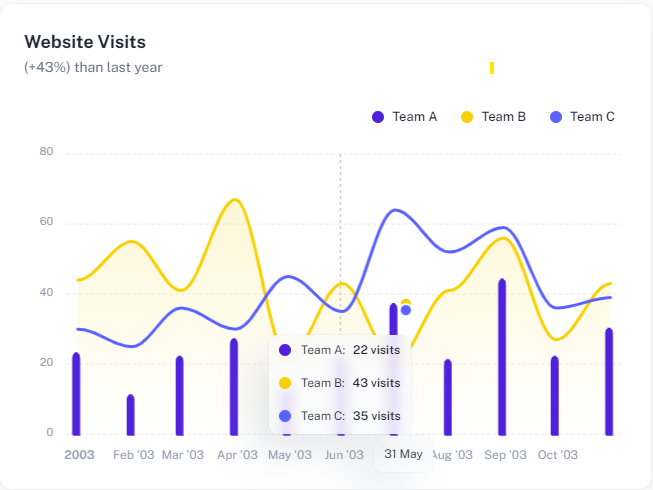 Website Visits
(+43%) than last year
Team A
Team B
Team C
80
60
40
20
0
Team A: 22 visits
Team B: 43 visits
Team C: 35 visits
2003 Feb '03 Mar '03 Apr '03 May '03 Jun '03 31 May Aug '03 Sep '03 Oct '03